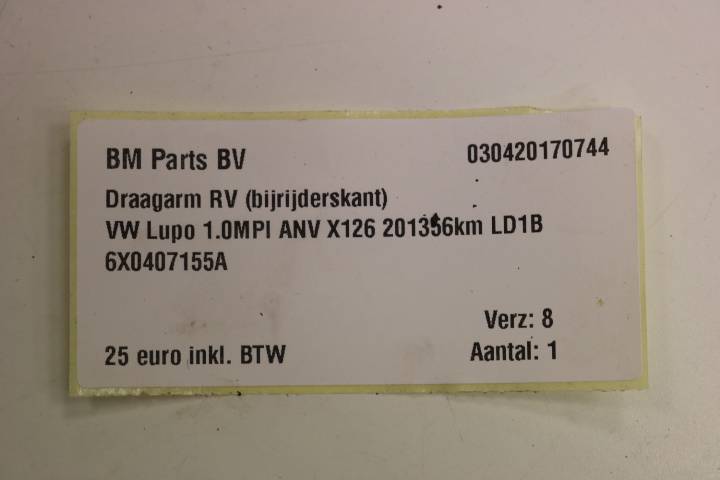 BM Parts BV 030420170744
Draagarm RV (bijrijderskant)
VW Lupo 1.0MPI ANV X126 201356km LD1B
6X0407155A
Verz: 8
25 euro inkl. BTW Aantal: 1